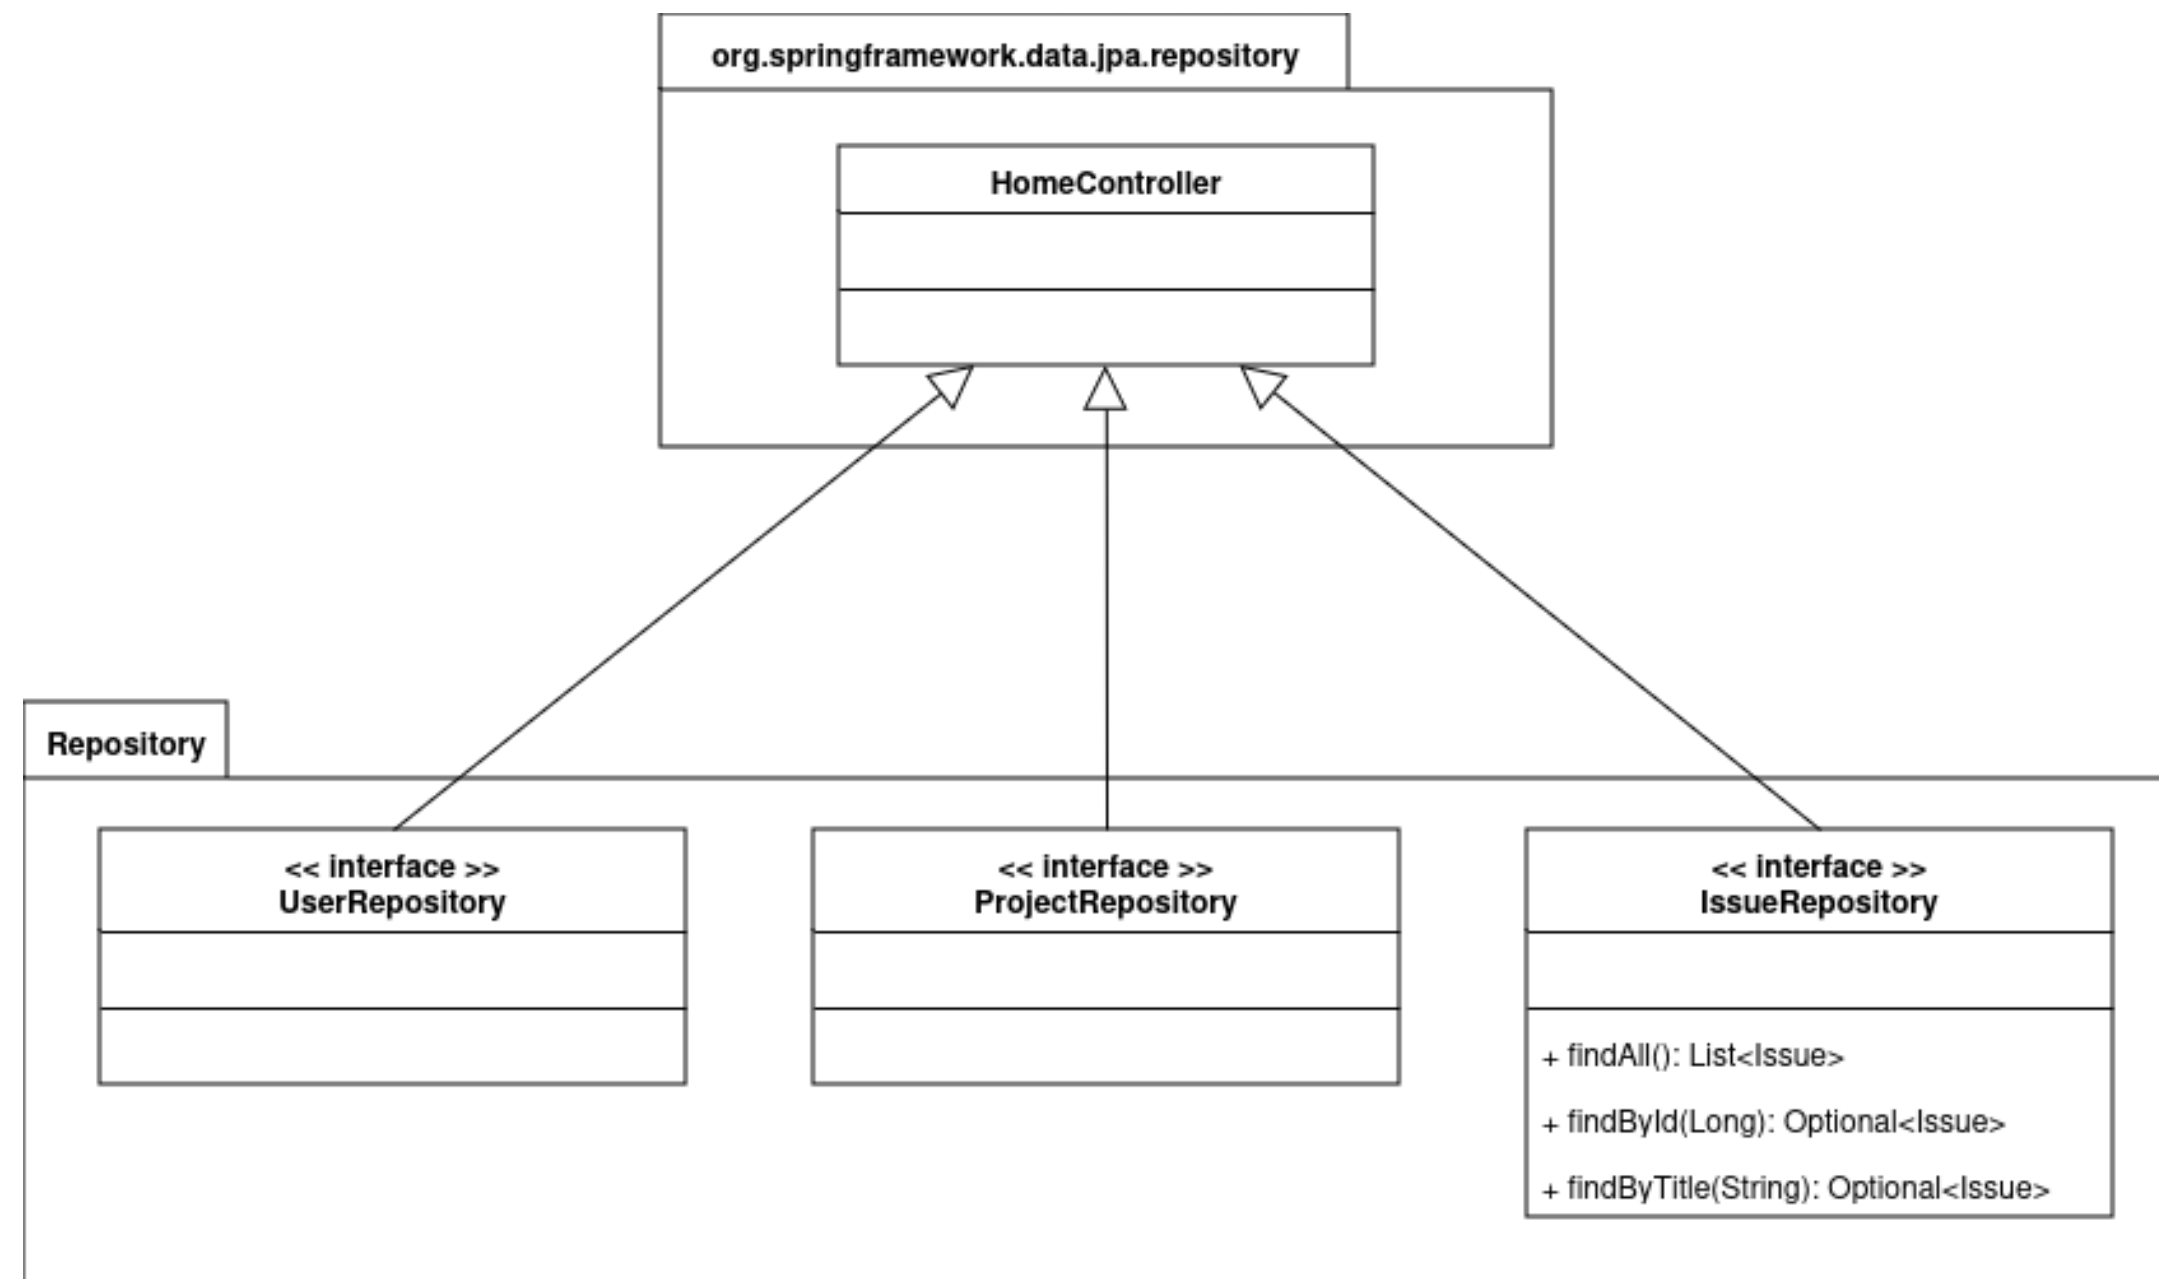 org.springframework.data.jpa.repository
HomeController
Repository
<< interface >>
UserRepository
<< interface >>
ProjectRepository
<< interface >>
IssueRepository
+ findAll(): List<Issue>
+ findById(Long): Optional<Issue>
+ findByTitle(String): Optional<Issue>